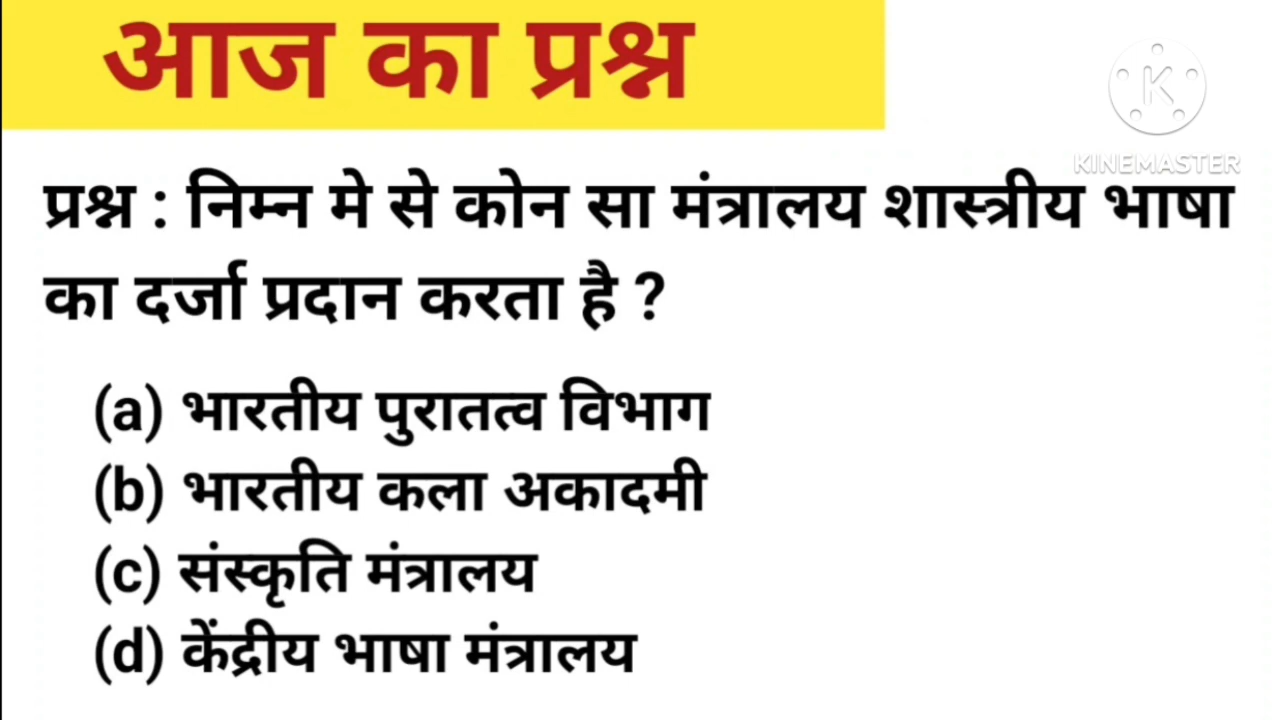 आज का प्रश्न
KINEMASTER
प्रश्न : निम्न मे से कोन सा मंत्रालय शास्त्रीय भाषा
का दर्जा प्रदान करता है ?
(a) भारतीय पुरातत्व विभाग
(b) भारतीय कला अकादमी
(c) संस्कृति मंत्रालय
(d) केंद्रीय भाषा मंत्रालय